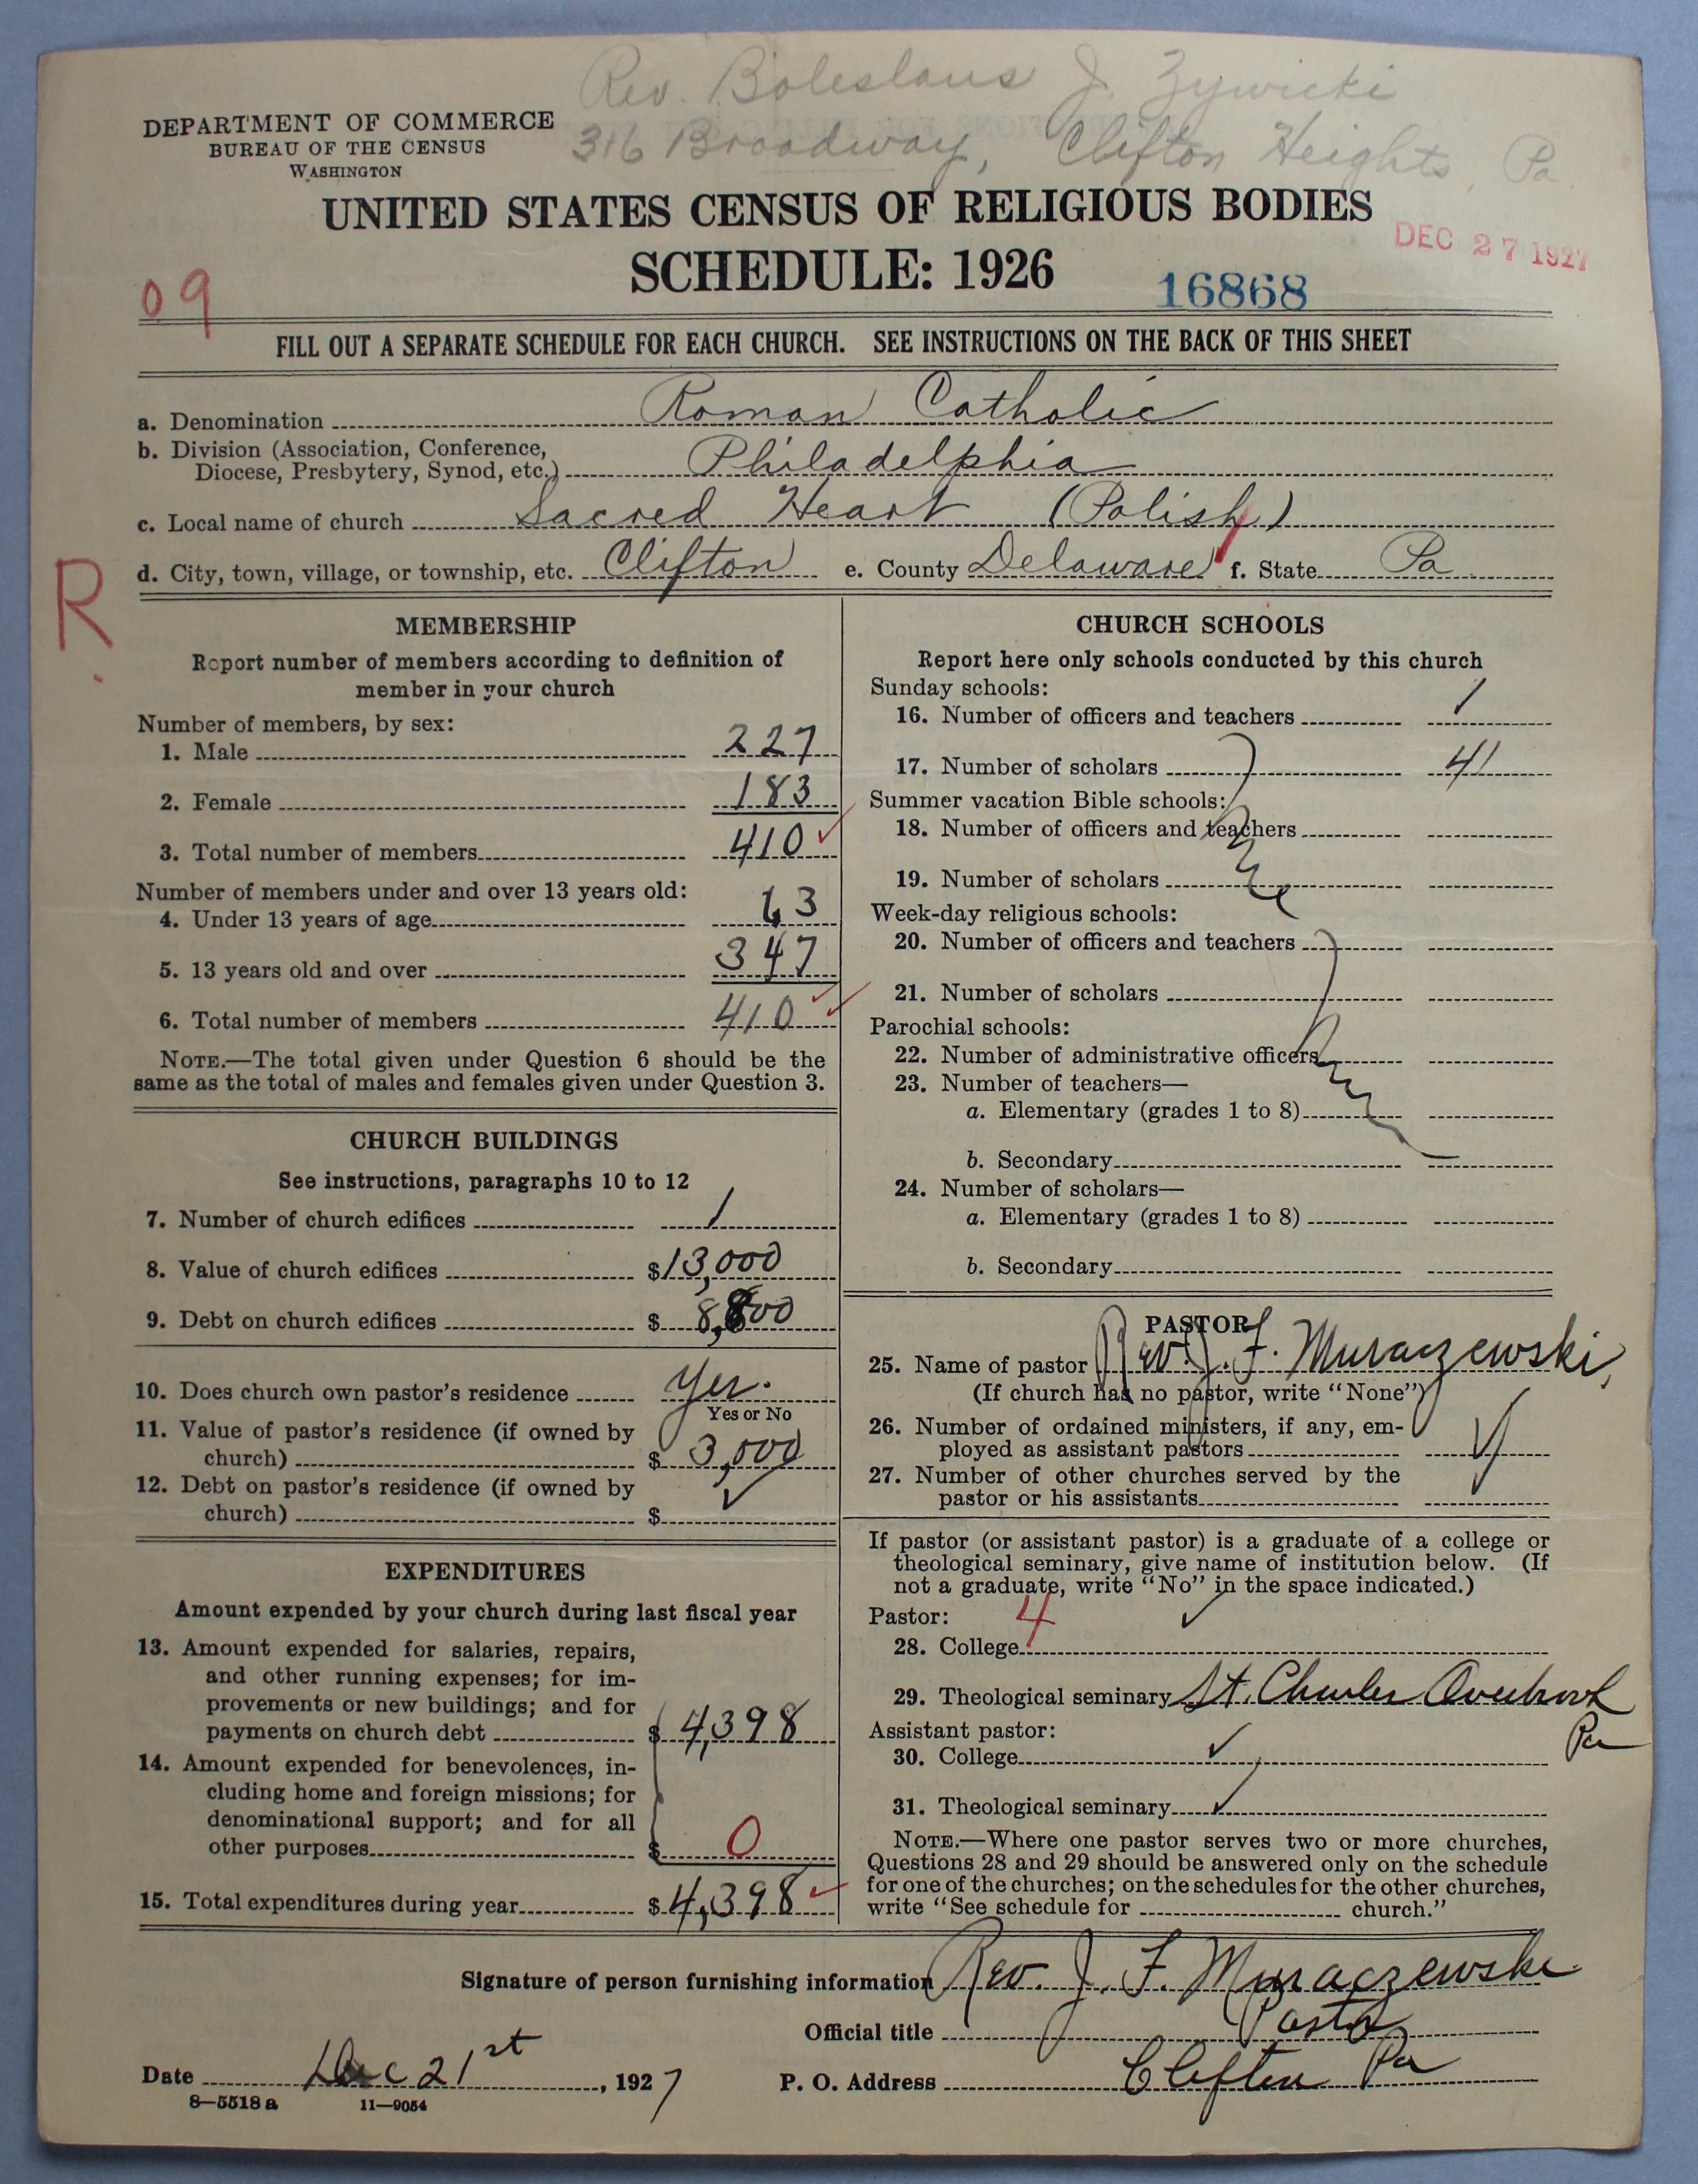 Rev. Boleslaus J. Zywicki
316 Broadway, Clifton Heights, Pa.
DEPARTMENT OF COMMERCE
BUREAU OF THE CENSUS
WASHINGTON
UNITED STATES CENSUS OF RELIGIOUS BODIES
SCHEDULE: 1926
DEC 27 1927
16868
09
FILL OUT A SEPARATE SCHEDULE FOR EACH CHURCH. SEE INSTRUCTIONS ON THE BACK OF THIS SHEET
a. Denomination Roman Catholic
b. Division (Association, Conference,
Diocese, Presbytery, Synod, etc.) Philadelphia
c. Local name of church Sacred Heart (Polish)
d. City, town, village, or township, etc. Clifton e. County Delaware f. State Pa
R.
MEMBERSHIP
Report number of members according to definition of
member in your church
Number of members, by sex:
1. Male 227
2. Female 183
3. Total number of members 410
Number of members under and over 13 years old:
4. Under 13 years of age 63
5. 13 years old and over 347
6. Total number of members 410
NOTE.—The total given under Question 6 should be the
same as the total of males and females given under Question 3.
CHURCH BUILDINGS
See instructions, paragraphs 10 to 12
7. Number of church edifices 1
8. Value of church edifices $13,000
9. Debt on church edifices $ 8,800
10. Does church own pastor's residence Yes.
Yes or No
11. Value of pastor's residence (if owned by
church) $ 3,000
12. Debt on pastor's residence (if owned by
church) $ ✓
EXPENDITURES
Amount expended by your church during last fiscal year
13. Amount expended for salaries, repairs,
and other running expenses; for im-
provements or new buildings; and for
payments on church debt $ 4,398
14. Amount expended for benevolences, in-
cluding home and foreign missions; for
denominational support; and for all
other purposes $ 0
15. Total expenditures during year $ 4,398
CHURCH SCHOOLS
Report here only schools conducted by this church
Sunday schools:
16. Number of officers and teachers 1
17. Number of scholars 41
Summer vacation Bible schools:
18. Number of officers and teachers
19. Number of scholars
Week-day religious schools:
20. Number of officers and teachers
21. Number of scholars
Parochial schools:
22. Number of administrative officers
23. Number of teachers—
a. Elementary (grades 1 to 8)
b. Secondary
24. Number of scholars—
a. Elementary (grades 1 to 8)
b. Secondary
PASTOR
25. Name of pastor Rev. J. F. Muraczewski,
(If church has no pastor, write "None")
26. Number of ordained ministers, if any, em-
ployed as assistant pastors ✓
27. Number of other churches served by the
pastor or his assistants
If pastor (or assistant pastor) is a graduate of a college or
theological seminary, give name of institution below. (If
not a graduate, write "No" in the space indicated.)
Pastor: 4 ✓
28. College
29. Theological seminary St. Charles Overbrook
Pa
Assistant pastor:
30. College ✓
31. Theological seminary ✓
NOTE.—Where one pastor serves two or more churches,
Questions 28 and 29 should be answered only on the schedule
for one of the churches; on the schedules for the other churches,
write "See schedule for church."
Signature of person furnishing information Rev. J. F. Muraczewski
Official title Pastor
Date Dec 21st, 1927 P. O. Address Clifton Pa
8—5518 a 11—9054